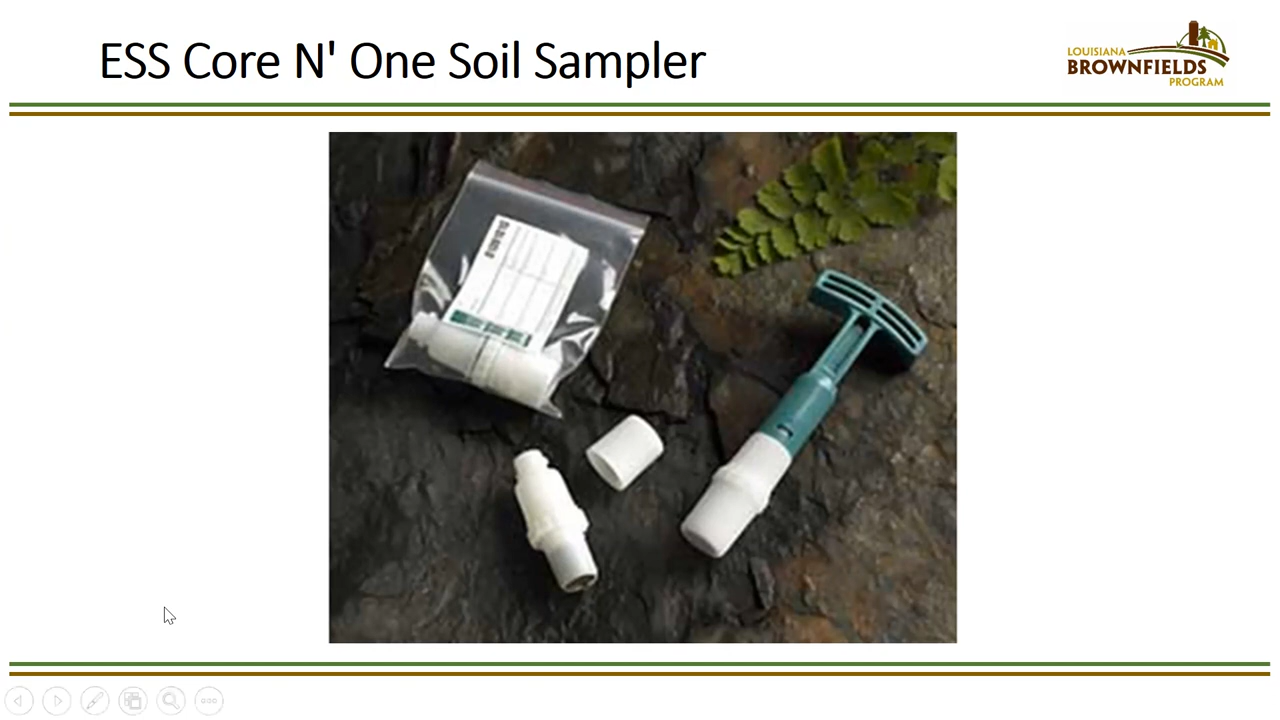 ESS Core N' One Soil Sampler
LOUISIANA
BROWNFIELDS
PROGRAM